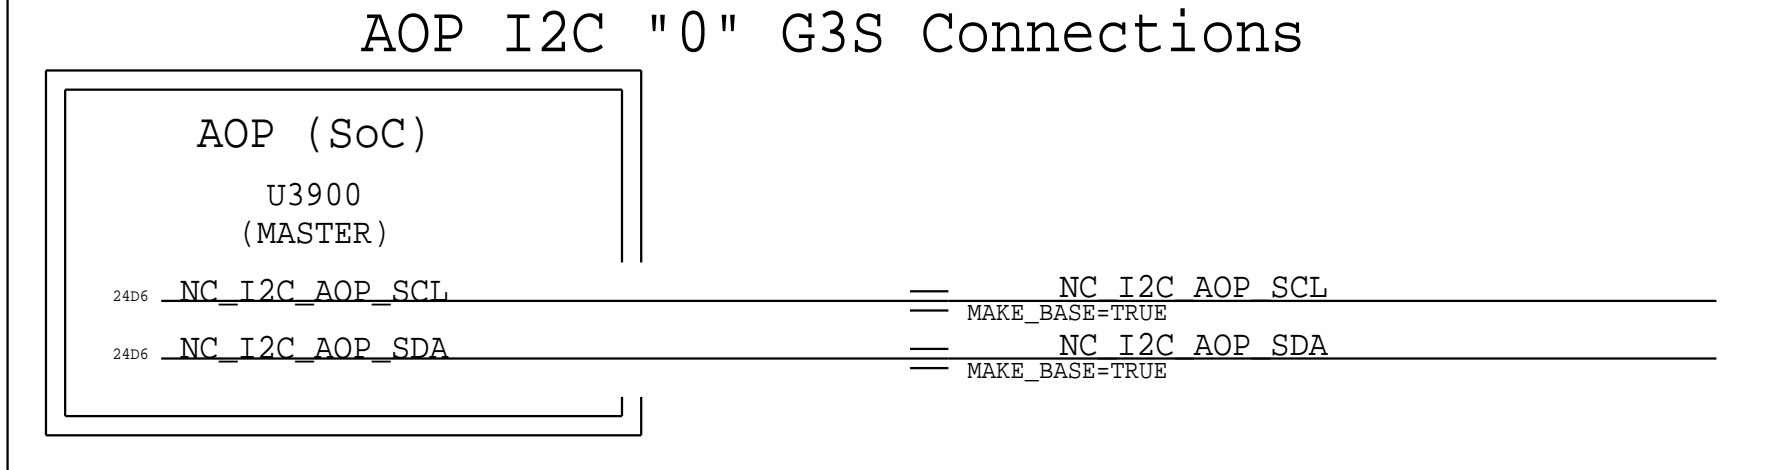 AOP I2C "0" G3S Connections
AOP (SoC)
U3900
(MASTER)
24D6 NC_I2C_AOP_SCL NC_I2C_AOP_SCL
MAKE_BASE=TRUE
24D6 NC_I2C_AOP_SDA NC_I2C_AOP_SDA
MAKE_BASE=TRUE